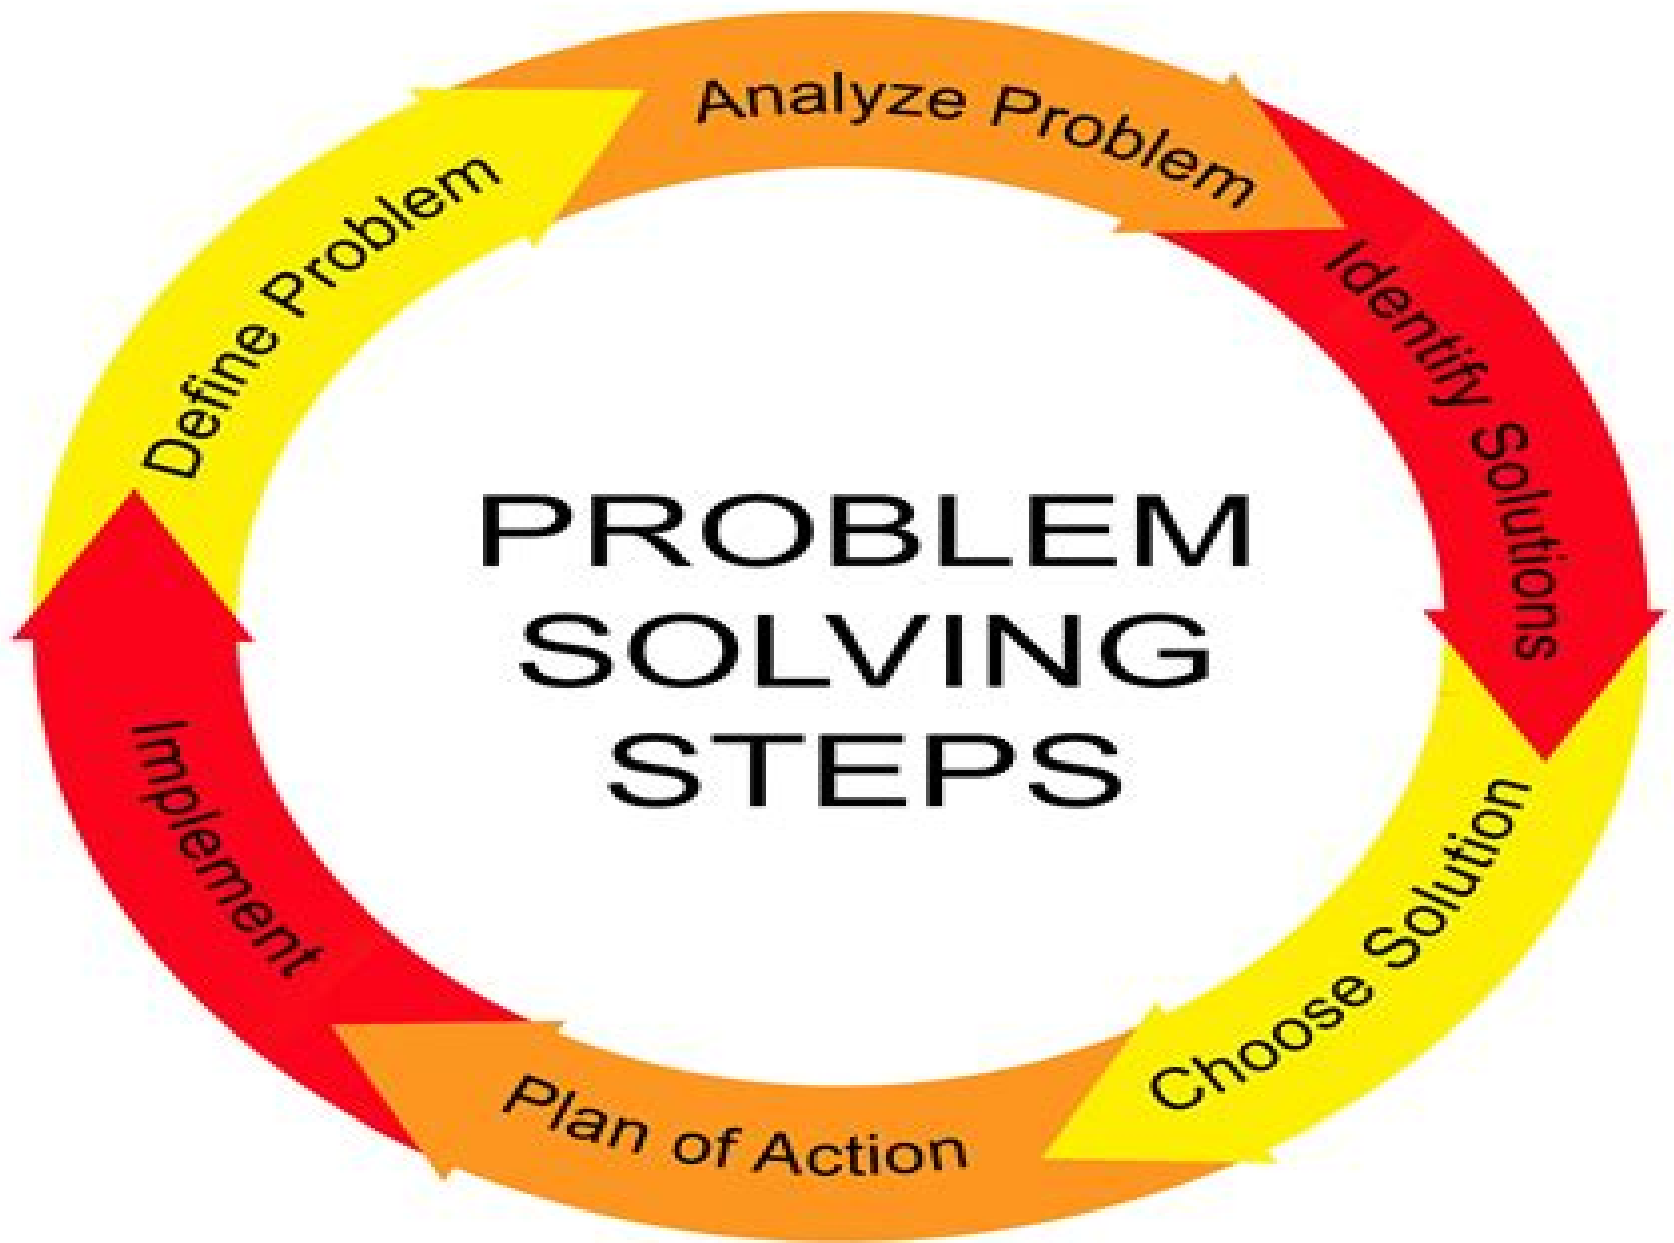 Define Problem
Analyze Problem
Identify Solutions
Choose Solution
Plan of Action
Implement
PROBLEM
SOLVING
STEPS